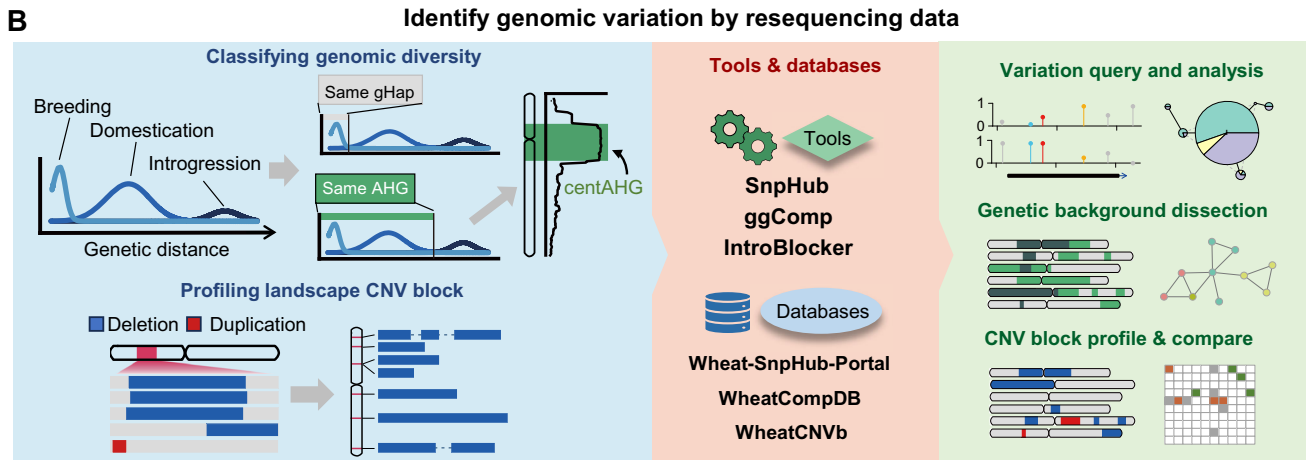 B
Identify genomic variation by resequencing data
Classifying genomic diversity
Breeding
Domestication
Introgression
Genetic distance
Same gHap
Same AHG
centAHG
Profiling landscape CNV block
Deletion
Duplication
Tools & databases
Tools
SnpHub
ggComp
IntroBlocker
Databases
Wheat-SnpHub-Portal
WheatCompDB
WheatCNVb
Variation query and analysis
1
0
1
0
Genetic background dissection
CNV block profile & compare